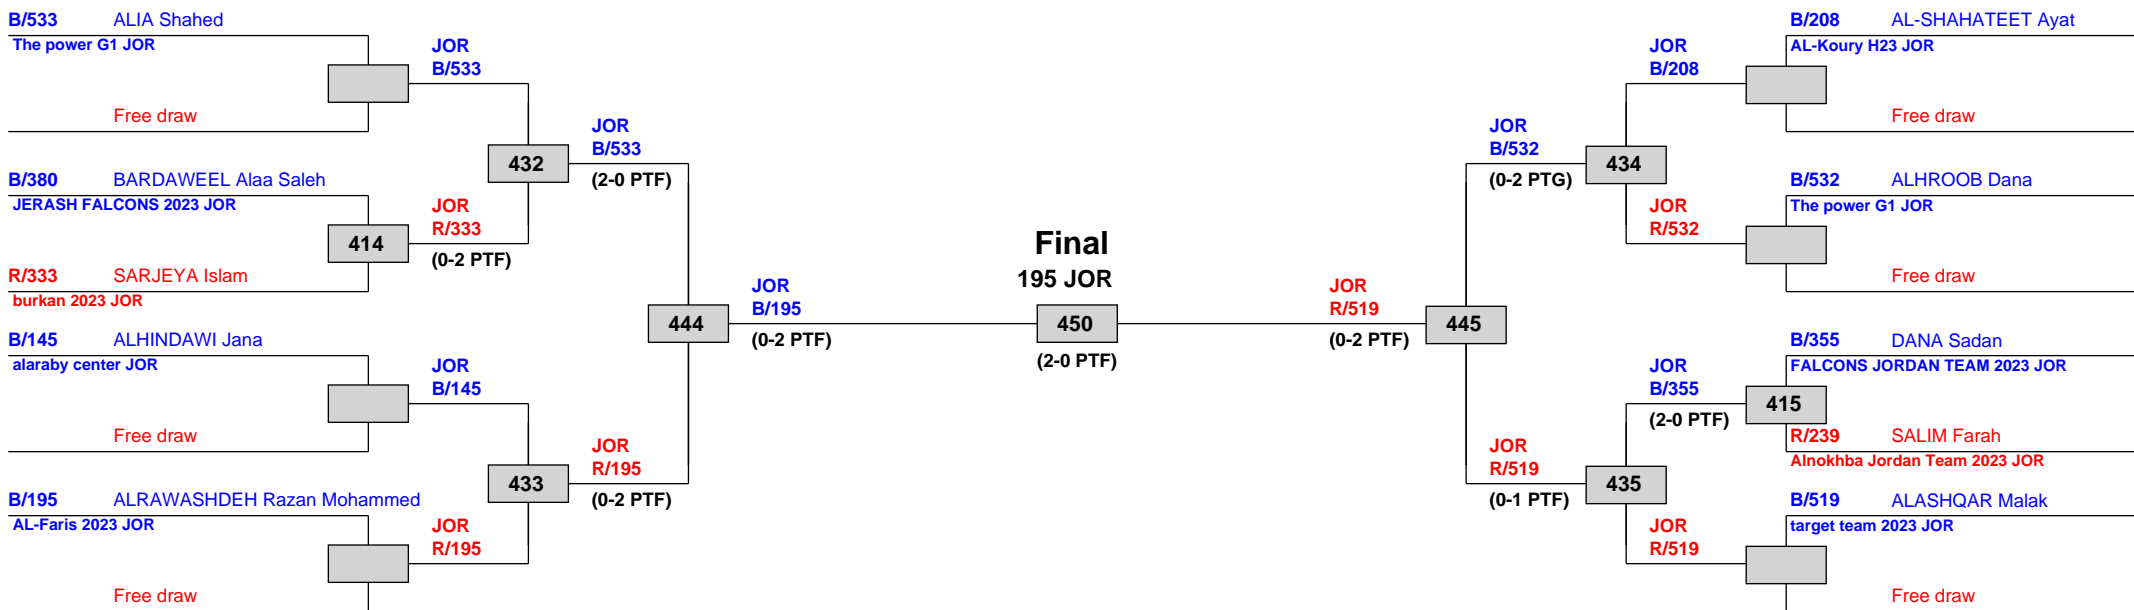 B/533 ALIA Shahed
The power G1 JOR
Free draw
B/380 BARDAWEEL Alaa Saleh
JERASH FALCONS 2023 JOR
R/333 SARJEYA Islam
burkan 2023 JOR
B/145 ALHINDAWI Jana
alaraby center JOR
Free draw
B/195 ALRAWASHDEH Razan Mohammed
AL-Faris 2023 JOR
Free draw
JOR
B/533
414
JOR
R/333
(0-2 PTF)
JOR
B/145
JOR
R/195
432
JOR
B/533
(2-0 PTF)
433
JOR
R/195
(0-2 PTF)
444
JOR
B/195
(0-2 PTF)
Final
195 JOR
450
(2-0 PTF)
JOR
R/519
(0-2 PTF)
445
JOR
B/532
(0-2 PTG)
434
JOR
R/519
(0-1 PTF)
435
JOR
B/208
JOR
R/532
JOR
B/355
(2-0 PTF)
415
JOR
R/519
B/208 AL-SHAHATEET Ayat
AL-Koury H23 JOR
Free draw
B/532 ALHROOB Dana
The power G1 JOR
Free draw
B/355 DANA Sadan
FALCONS JORDAN TEAM 2023 JOR
R/239 SALIM Farah
Alnokhba Jordan Team 2023 JOR
B/519 ALASHQAR Malak
target team 2023 JOR
Free draw